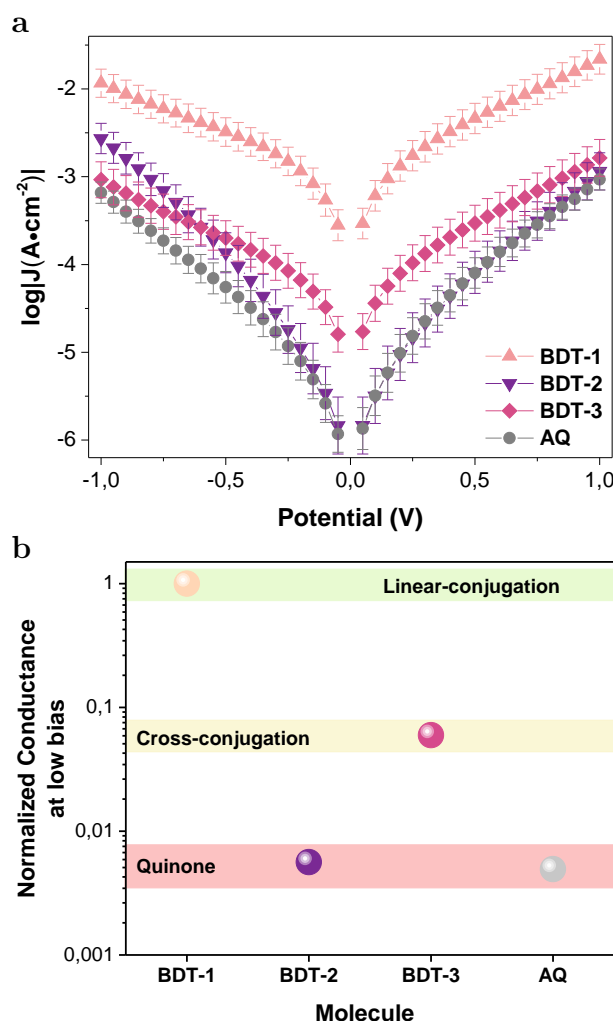 a
log|J(A•cm⁻²)|
-2
-3
-4
-5
-6
BDT-1
BDT-2
BDT-3
AQ
-1,0 -0,5 0,0 0,5 1,0
Potential (V)
b
Normalized Conductance
at low bias
1
0,1
0,01
0,001
Linear-conjugation
Cross-conjugation
Quinone
BDT-1 BDT-2 BDT-3 AQ
Molecule